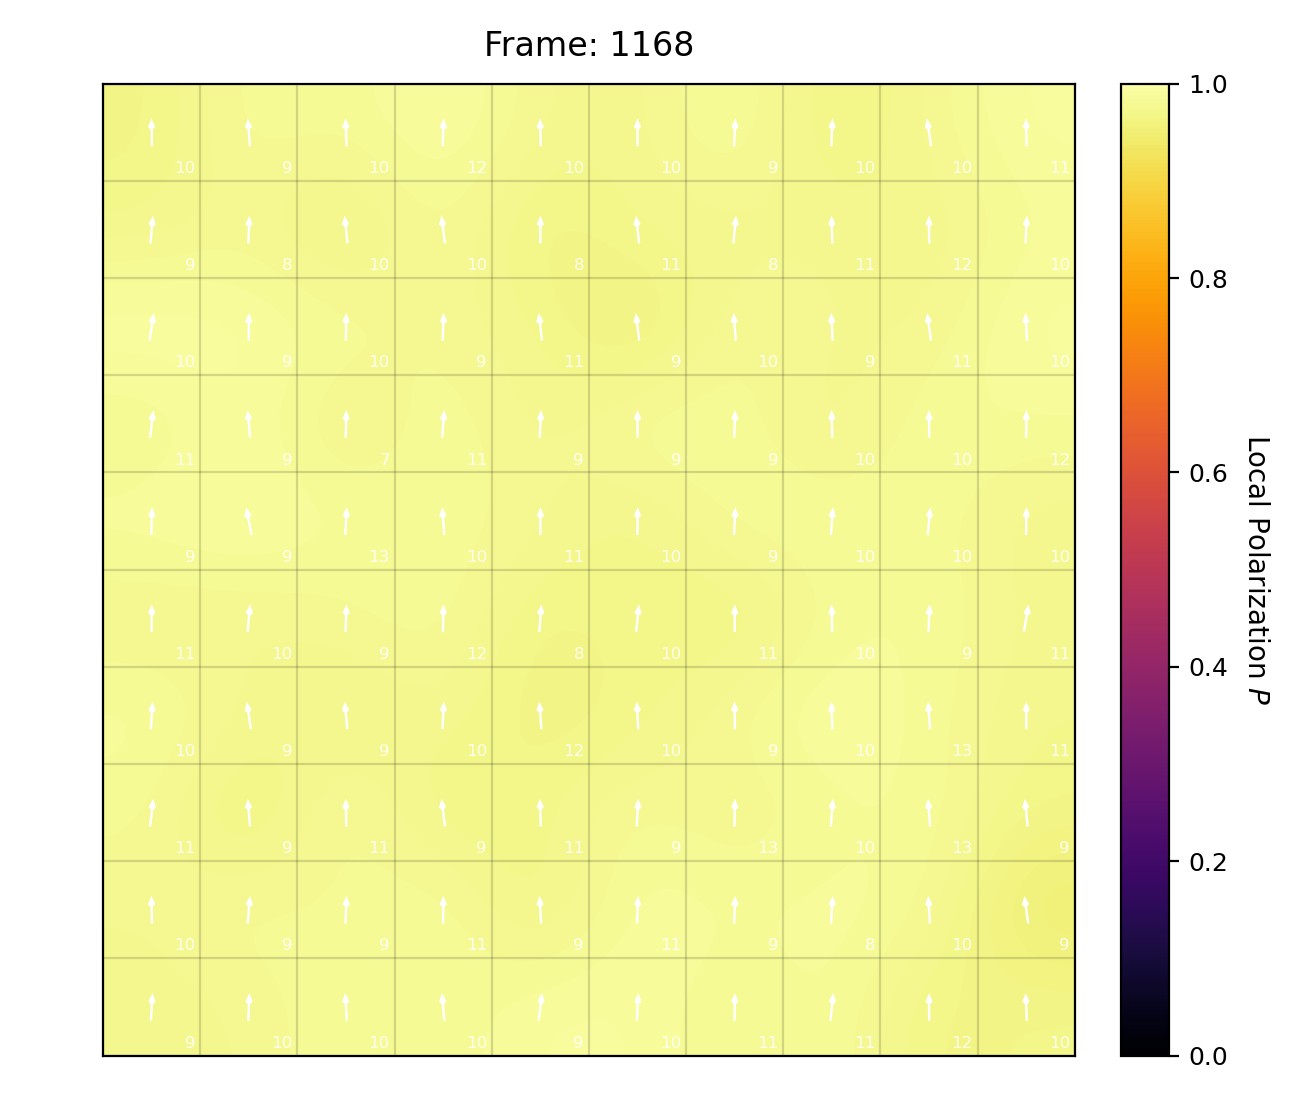 Frame: 1168
10 9 10 12 10 10 9 10 10 11
9 8 10 10 8 11 8 11 12 10
10 9 10 9 11 9 10 9 11 10
11 9 7 11 9 9 9 10 10 12
9 9 13 10 11 10 9 10 10 10
11 10 9 12 8 10 11 10 9 11
10 9 9 10 12 10 9 10 13 11
11 9 11 9 11 9 13 10 13 9
10 9 9 11 9 11 9 8 10 9
9 10 10 10 9 10 11 11 12 10
1.0
0.8
0.6
0.4
0.2
0.0
Local Polarization P